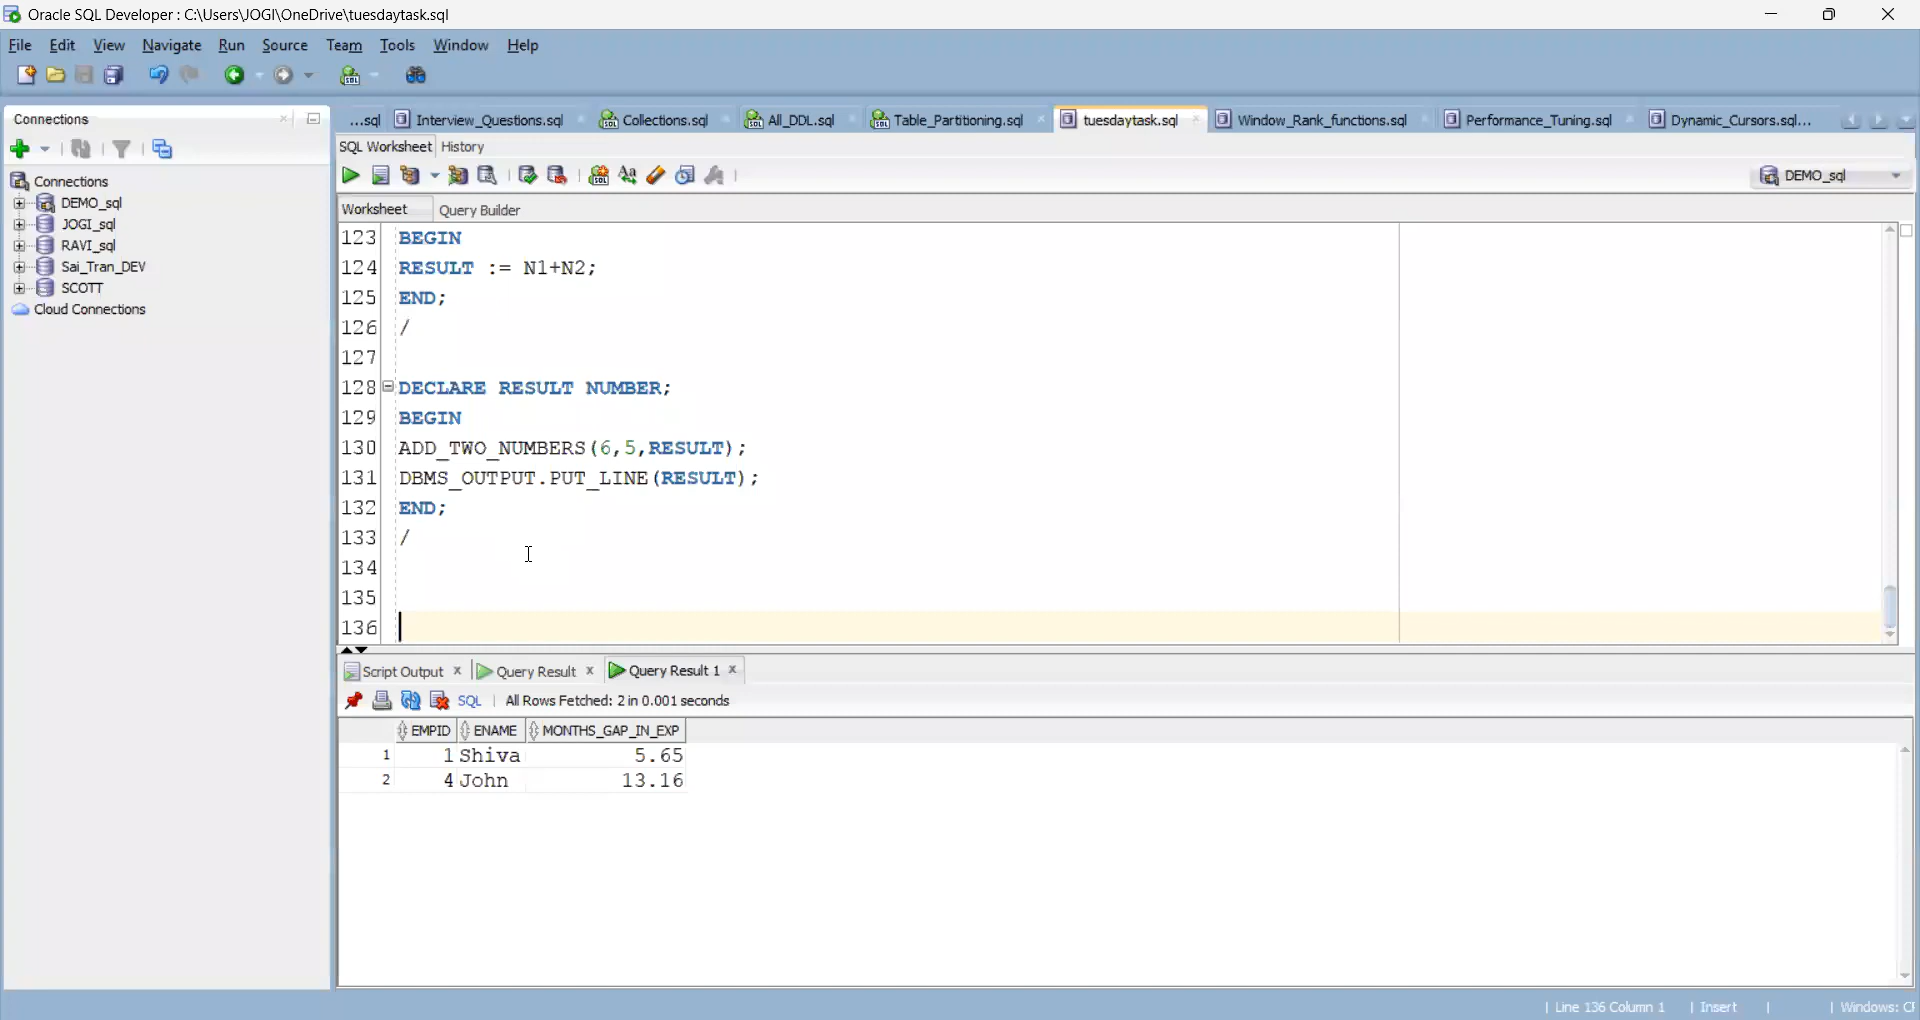 Oracle SQL Developer : C:\Users\JOGI\OneDrive\tuesdaytask.sql
File Edit View Navigate Run Source Team Tools Window Help
Connections
...sql Interview_Questions.sql Collections.sql All_DDL.sql Table_Partitioning.sql tuesdaytask.sql Window_Rank_functions.sql Performance_Tuning.sql Dynamic_Cursors.sql...
SQL Worksheet History
DEMO_sql
Connections
DEMO_sql
JOGI_sql
RAVI_sql
Sai_Tran_DEV
SCOTT
Cloud Connections
Worksheet Query Builder
123 BEGIN
124 RESULT := N1+N2;
125 END;
126 /
127
128 DECLARE RESULT NUMBER;
129 BEGIN
130 ADD_TWO_NUMBERS(6,5,RESULT);
131 DBMS_OUTPUT.PUT_LINE(RESULT);
132 END;
133 /
134
135
136
Script Output Query Result Query Result 1
SQL All Rows Fetched: 2 in 0.001 seconds
EMPID ENAME MONTHS_GAP_IN_EXP
1 1 Shiva 5.65
2 4 John 13.16
Line 136 Column 1 Insert Windows: C